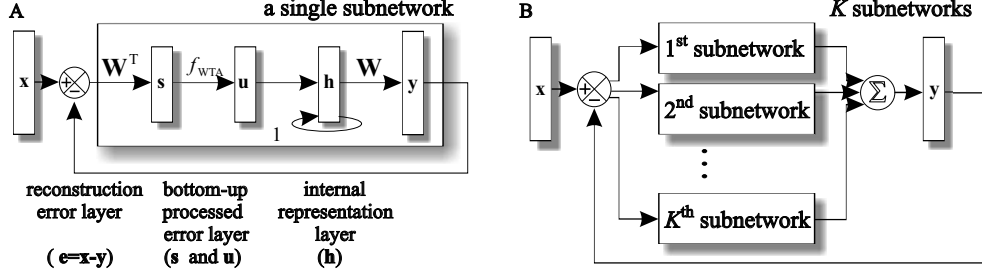 A
a single subnetwork
x
+
−
W^T
s
f_WTA
u
h
W
y
1
reconstruction
error layer
( e=x-y)
bottom-up
processed
error layer
(s and u)
internal
representation
layer
(h)
B
K subnetworks
x
+
−
1st subnetwork
2nd subnetwork
Kth subnetwork
Σ
y